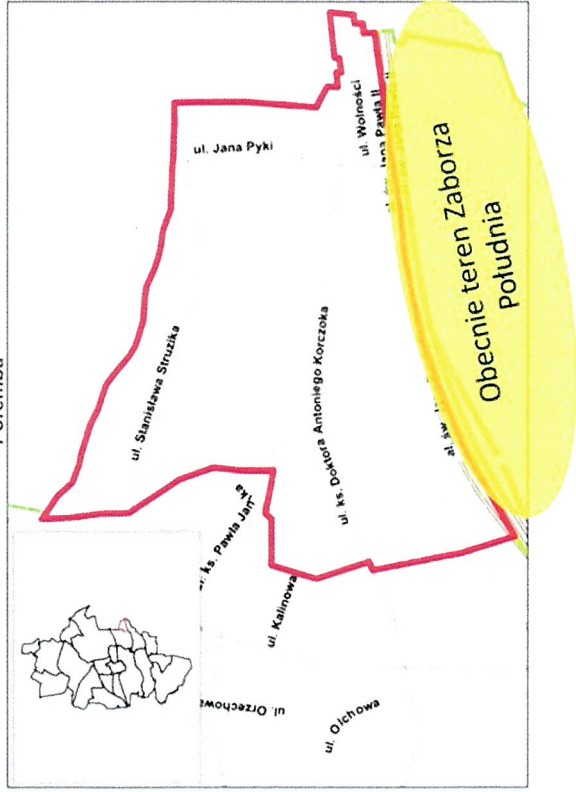 ul. Jana Pyki
ul. Wolności
ul. Stanisława Struzika
ul. ks. Doktora Antoniego Korczoka
ul. Kalinowa
ul. Orzechowa
ul. Olchowa
Obecnie teren Zaborza
Południa